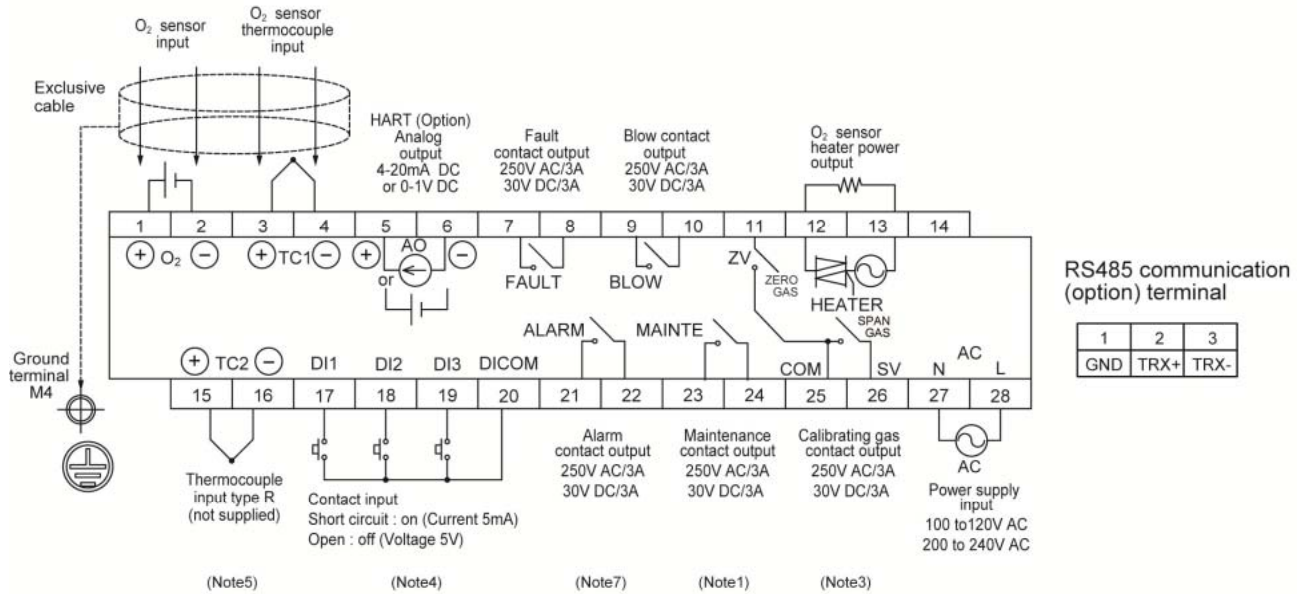 O2 sensor
input
O2 sensor
thermocouple
input
Exclusive
cable
HART (Option)
Analog
output
4-20mA DC
or 0-1V DC
Fault
contact output
250V AC/3A
30V DC/3A
Blow contact
output
250V AC/3A
30V DC/3A
O2 sensor
heater power
output
1 2 3 4 5 6 7 8 9 10 11 12 13 14
+ O2 − + TC1 − + AO −
or
FAULT
BLOW
ZV
ZERO
GAS
HEATER
SPAN
GAS
ALARM
MAINTE
+ TC2 − DI1 DI2 DI3 DICOM
COM SV N AC L
15 16 17 18 19 20 21 22 23 24 25 26 27 28
Ground
terminal
M4
Thermocouple
input type R
(not supplied)
Contact input
Short circuit : on (Current 5mA)
Open : off (Voltage 5V)
Alarm
contact output
250V AC/3A
30V DC/3A
Maintenance
contact output
250V AC/3A
30V DC/3A
Calibrating gas
contact output
250V AC/3A
30V DC/3A
AC
Power supply
input
100 to120V AC
200 to 240V AC
(Note5) (Note4) (Note7) (Note1) (Note3)
RS485 communication
(option) terminal
1 2 3
GND TRX+ TRX-